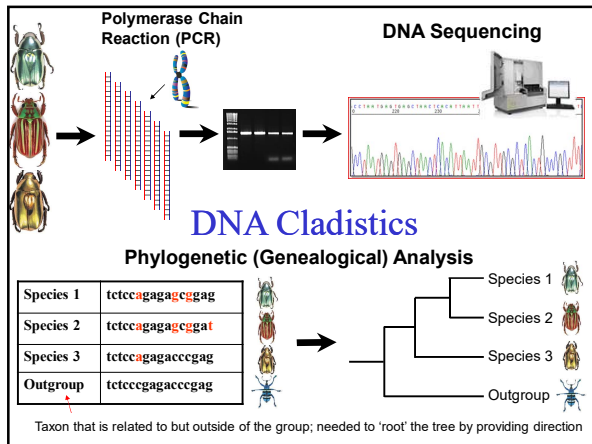 Polymerase Chain
Reaction (PCR)
DNA Sequencing
220
230
DNA Cladistics
Phylogenetic (Genealogical) Analysis
Species 1 tctccagagagcggag
Species 2 tctccagagagcggat
Species 3 tctccagagacccgag
Outgroup tctcccgagacccgag
Species 1
Species 2
Species 3
Outgroup
Taxon that is related to but outside of the group; needed to 'root' the tree by providing direction